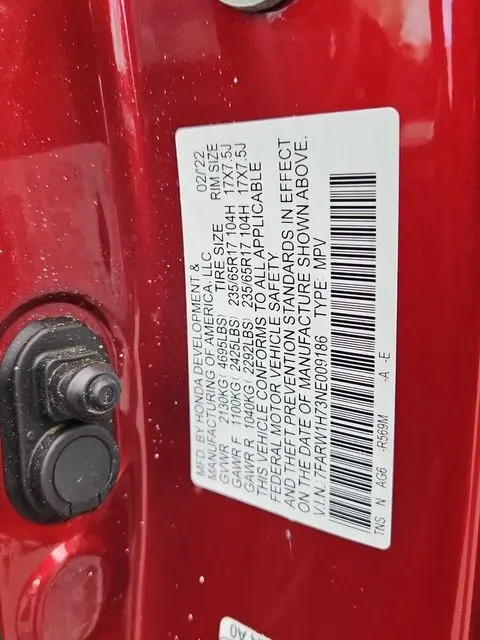 MFD. BY HONDA DEVELOPMENT &
MANUFACTURING OF AMERICA, LLC 02/'22
GVWR 2130KG( 4695LBS) TIRE SIZE RIM SIZE
GAWR F 1100KG( 2425LBS) 235/65R17 104H 17X7.5J
GAWR R 1040KG( 2292LBS) 235/65R17 104H 17X7.5J
THIS VEHICLE CONFORMS TO ALL APPLICABLE
FEDERAL MOTOR VEHICLE SAFETY
AND THEFT PREVENTION STANDARDS IN EFFECT
ON THE DATE OF MANUFACTURE SHOWN ABOVE.
V.I.N.: 7FARW1H73NE009186 TYPE: MPV
TNS N AG6 -R569M -A -E